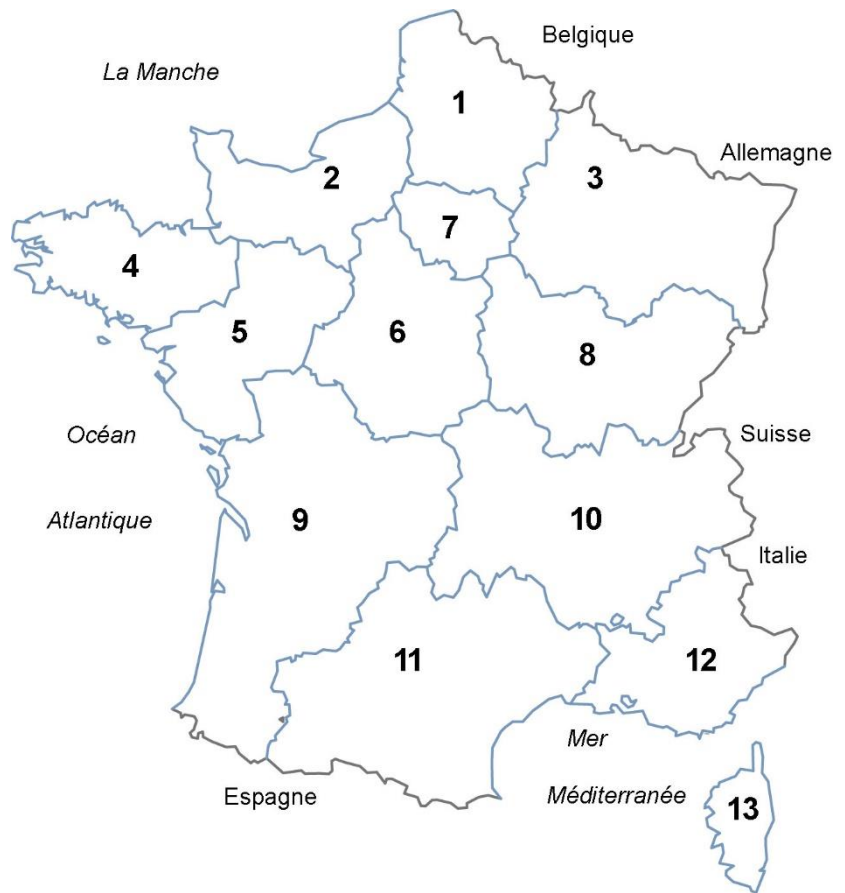 Belgique
La Manche
1
Allemagne
2
3
7
4
5
6
8
Océan
Suisse
Atlantique
9
10
Italie
11
12
Mer
Espagne
Méditerranée
13